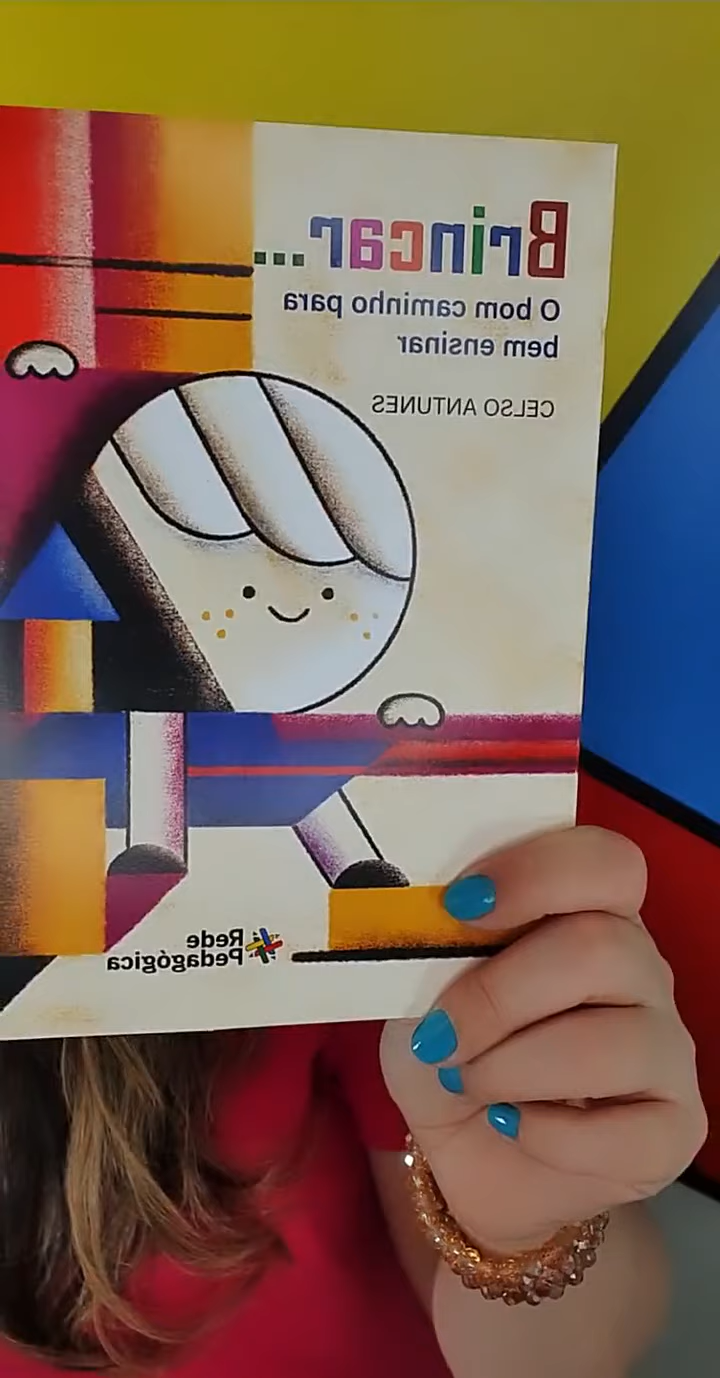 Brincar...
O bom caminho para
bem ensinar
CELSO ANTUNES
Rede
Pedagógica